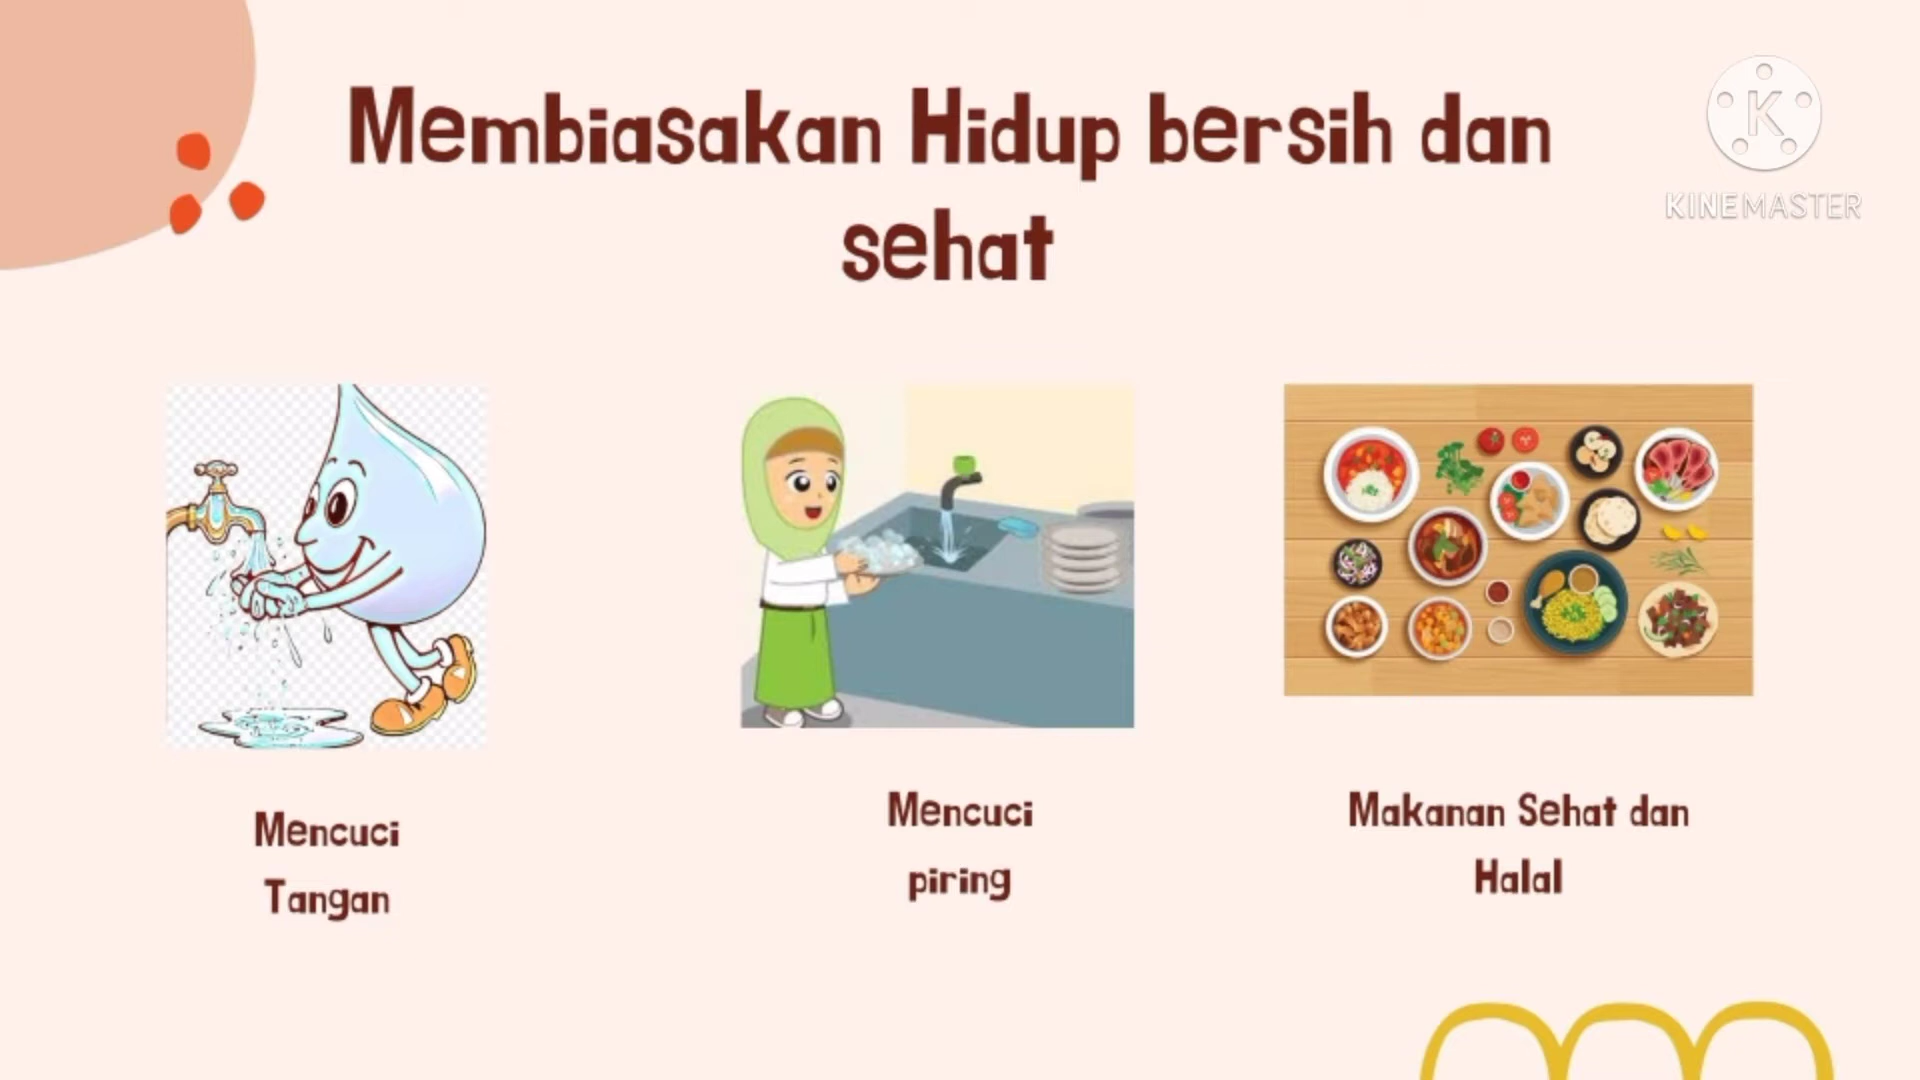 Membiasakan Hidup bersih dan
sehat
K
KINEMASTER
Mencuci
Tangan
Mencuci
piring
Makanan Sehat dan
Halal